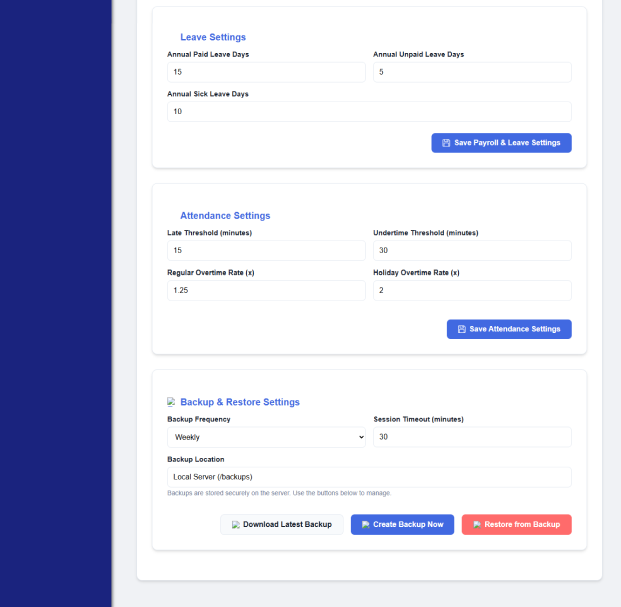 Leave Settings
Annual Paid Leave Days
Annual Unpaid Leave Days
15
5
Annual Sick Leave Days
10
Save Payroll & Leave Settings
Attendance Settings
Late Threshold (minutes)
Undertime Threshold (minutes)
15
30
Regular Overtime Rate (x)
Holiday Overtime Rate (x)
1.25
2
Save Attendance Settings
Backup & Restore Settings
Backup Frequency
Session Timeout (minutes)
Weekly
30
Backup Location
Local Server (/backups)
Backups are stored securely on the server. Use the buttons below to manage.
Download Latest Backup
Create Backup Now
Restore from Backup